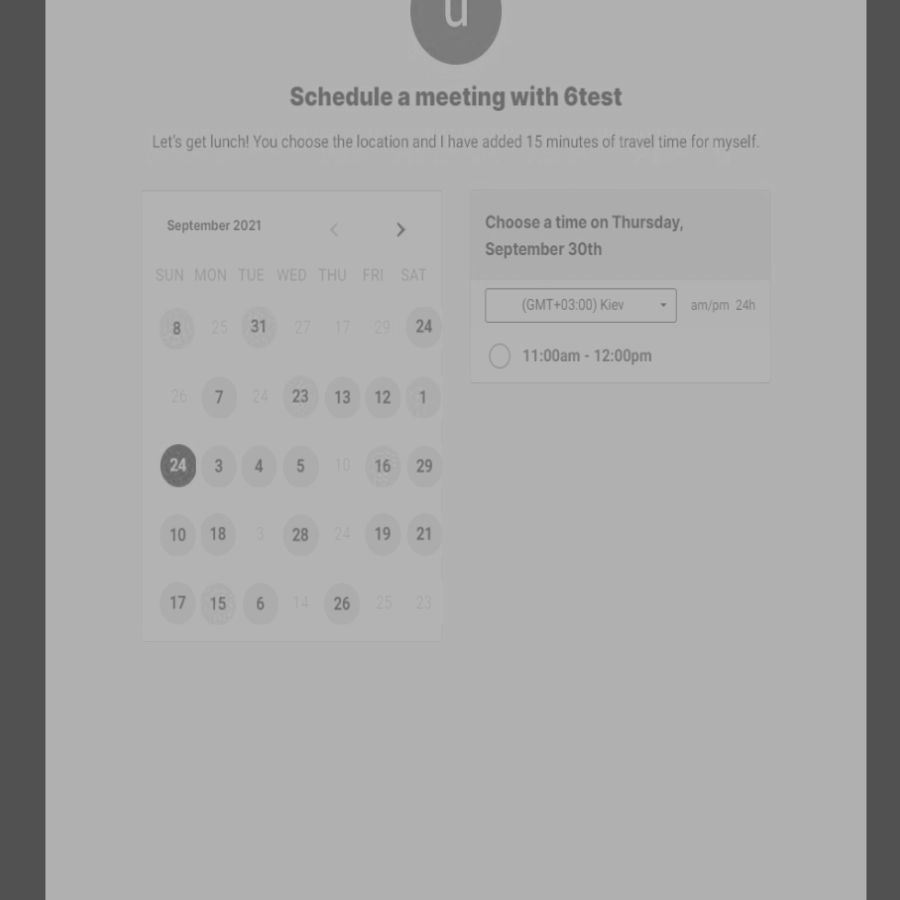 u
Schedule a meeting with 6test
Let's get lunch! You choose the location and I have added 15 minutes of travel time for myself.
September 2021
SUN MON TUE WED THU FRI SAT
8 25 31 27 17 29 24
26 7 24 23 13 12 1
24 3 4 5 10 16 29
10 18 3 28 24 19 21
17 15 6 14 26 25 23
Choose a time on Thursday,
September 30th
(GMT+03:00) Kiev am/pm 24h
11:00am - 12:00pm